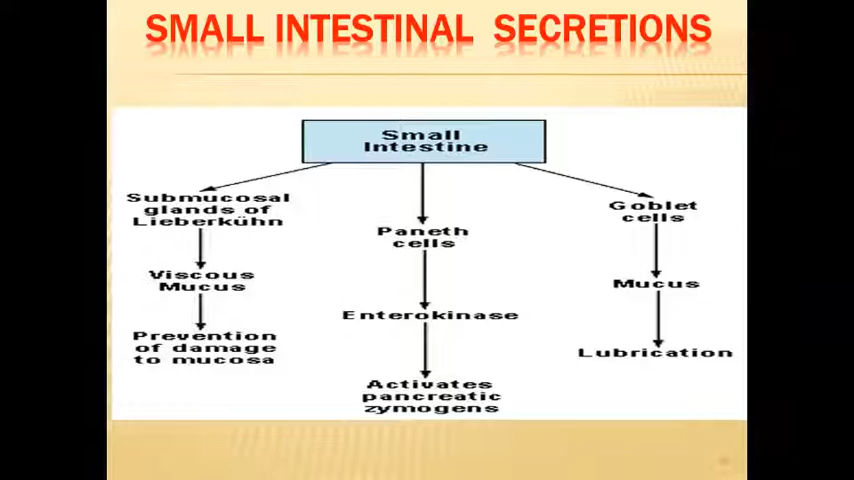 SMALL INTESTINAL SECRETIONS
Small
Intestine
Submucosal
glands of
Lieberkühn
Viscous
Mucus
Prevention
of damage
to mucosa
Paneth
cells
Enterokinase
Activates
pancreatic
zymogens
Goblet
cells
Mucus
Lubrication